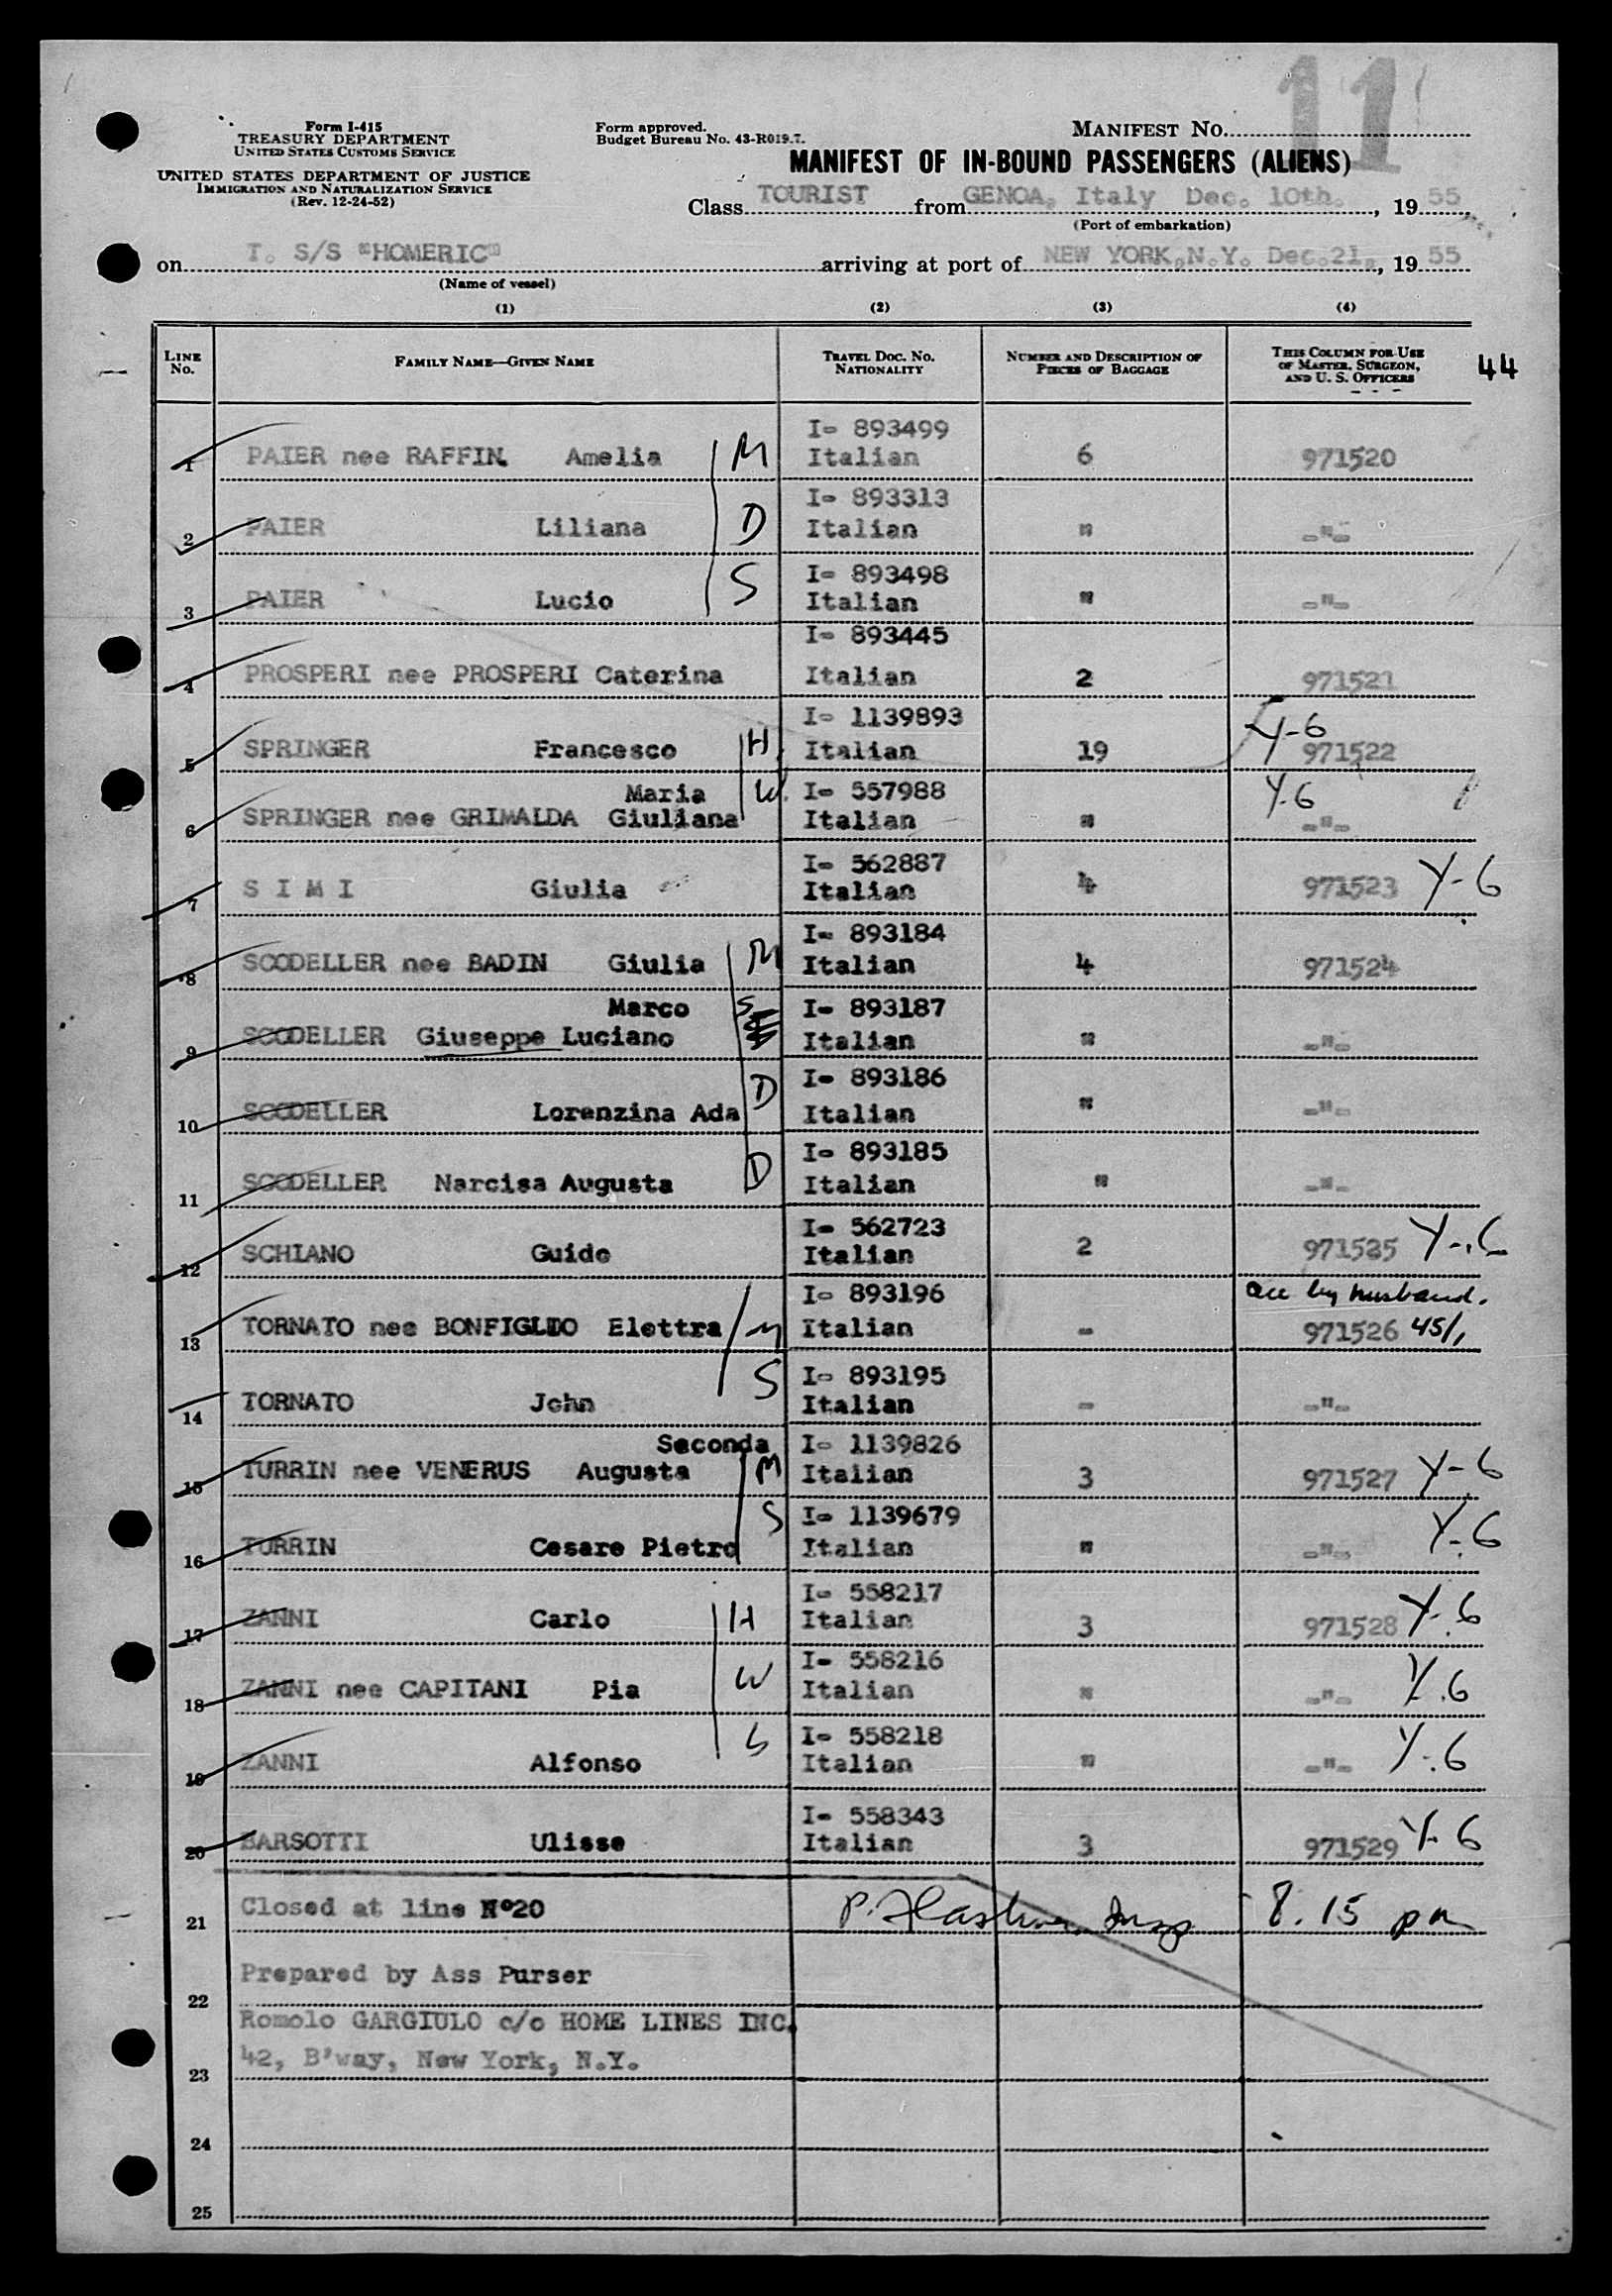 11
Form I-415
TREASURY DEPARTMENT
UNITED STATES CUSTOMS SERVICE
UNITED STATES DEPARTMENT OF JUSTICE
IMMIGRATION AND NATURALIZATION SERVICE
(Rev. 12-24-52)
Form approved.
Budget Bureau No. 43-R019.7.
MANIFEST NO.
MANIFEST OF IN-BOUND PASSENGERS (ALIENS)
Class TOURIST from GENOA, Italy Dec. 10th. , 19 55
(Port of embarkation)
on T. S/S "HOMERIC" arriving at port of NEW YORK,N.Y. Dec.21, , 19 55
(Name of vessel)
(1) (2) (3) (4)
LINE No. FAMILY NAME—GIVEN NAME TRAVEL DOC. NO. NATIONALITY NUMBER AND DESCRIPTION OF PIECES OF BAGGAGE THIS COLUMN FOR USE OF MASTER, SURGEON, AND U. S. OFFICERS 44
I- 893499
1 PAIER nee RAFFIN Amelia M Italian 6 971520
I- 893313
2 PAIER Liliana D Italian " -"-
I- 893498
3 PAIER Lucio S Italian " -"-
I- 893445
4 PROSPERI nee PROSPERI Caterina Italian 2 971521
I- 1139893 Y-6
5 SPRINGER Francesco H Italian 19 971522
Maria W. I- 557988 Y.6
6 SPRINGER nee GRIMALDA Giuliana Italian " -"-
I- 562887
7 S I M I Giulia Italian 4 971523 Y-6
I- 893184
8 SCODELLER nee BADIN Giulia M Italian 4 971524
Marco S I- 893187
9 SCODELLER Giuseppe Luciano Italian " -"-
I- 893186
10 SCODELLER Lorenzina Ada D Italian " -"-
I- 893185
11 SCODELLER Narcisa Augusta D Italian " -"-
I- 562723
12 SCHIANO Guido Italian 2 971525 Y-6
I- 893196 acc by husband.
13 TORNATO nee BONFIGLIO Elettra M Italian - 971526 45/1
I- 893195
14 TORNATO John S Italian - -"-
Seconda I- 1139826
15 TURRIN nee VENERUS Augusta M Italian 3 971527 Y-6
I- 1139679
16 TURRIN Cesare Pietro S Italian " -"- Y-6
I- 558217
17 ZANNI Carlo H Italian 3 971528 Y-6
I- 558216
18 ZANNI nee CAPITANI Pia W Italian " -"- Y.6
I- 558218
19 ZANNI Alfonso S Italian " -"- Y-6
I- 558343
20 BARSOTTI Ulisse Italian 3 971529 Y-6
21 Closed at line N°20 P. Insp 8.15 pm
22 Prepared by Ass Purser
Romolo GARGIULO c/o HOME LINES INC.
23 42, B'way, New York, N.Y.
24
25